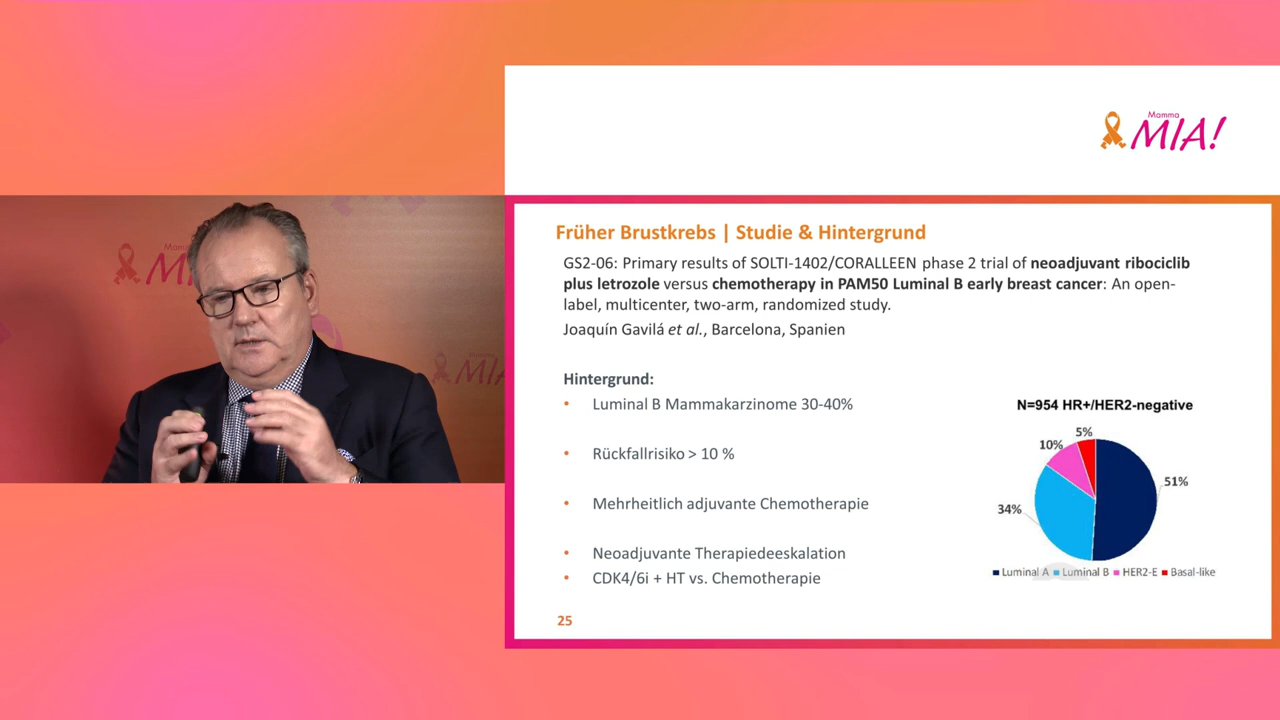 Mamma
MIA!
Mamma
MIA
Früher Brustkrebs | Studie & Hintergrund
GS2-06: Primary results of SOLTI-1402/CORALLEEN phase 2 trial of neoadjuvant ribociclib
plus letrozole versus chemotherapy in PAM50 Luminal B early breast cancer: An open-
label, multicenter, two-arm, randomized study.
Joaquín Gavilá et al., Barcelona, Spanien
Hintergrund:
• Luminal B Mammakarzinome 30-40%
• Rückfallrisiko > 10 %
• Mehrheitlich adjuvante Chemotherapie
• Neoadjuvante Therapiedeeskalation
• CDK4/6i + HT vs. Chemotherapie
N=954 HR+/HER2-negative
5%
10%
51%
34%
Luminal A Luminal B HER2-E Basal-like
25